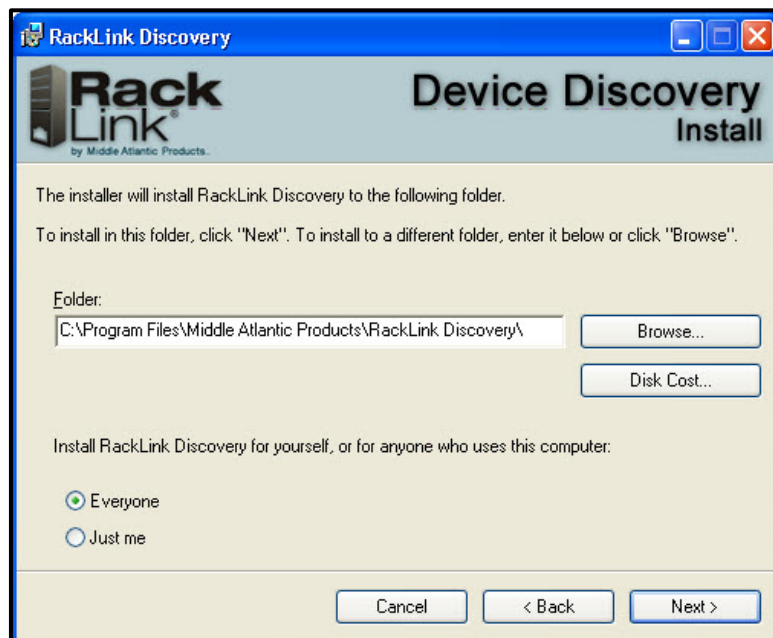 RackLink Discovery
Rack
Link®
by Middle Atlantic Products..
Device Discovery
Install
The installer will install RackLink Discovery to the following folder.
To install in this folder, click "Next". To install to a different folder, enter it below or click "Browse".
Folder:
C:\Program Files\Middle Atlantic Products\RackLink Discovery\
Browse...
Disk Cost...
Install RackLink Discovery for yourself, or for anyone who uses this computer:
Everyone
Just me
Cancel
< Back
Next >